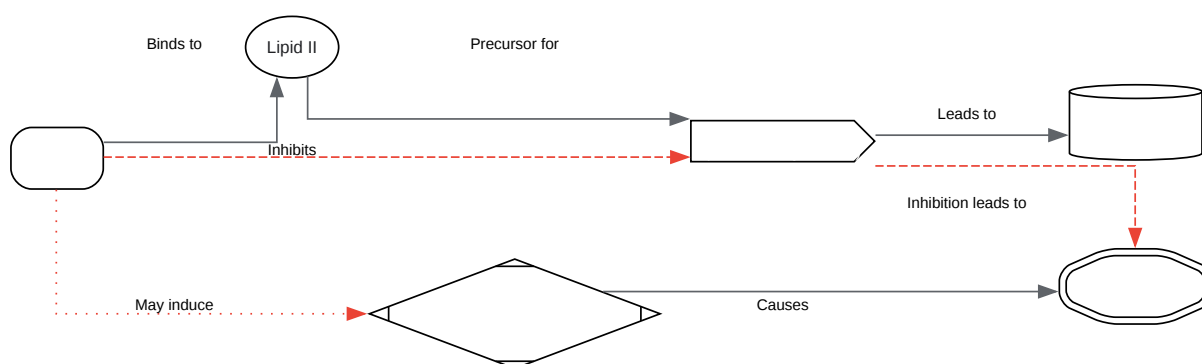 Binds to
Lipid II
Precursor for
Leads to
Inhibits
Inhibition leads to
May induce
Causes